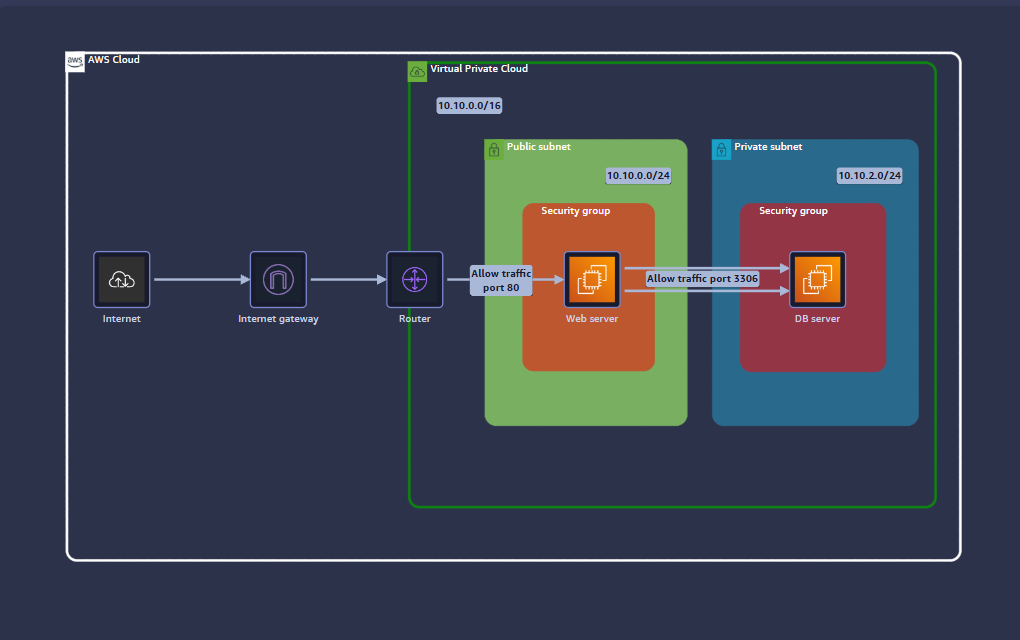 aws
AWS Cloud
Virtual Private Cloud
10.10.0.0/16
Public subnet
10.10.0.0/24
Security group
Private subnet
10.10.2.0/24
Security group
Internet
Internet gateway
Router
Allow traffic
port 80
Web server
Allow traffic port 3306
DB server